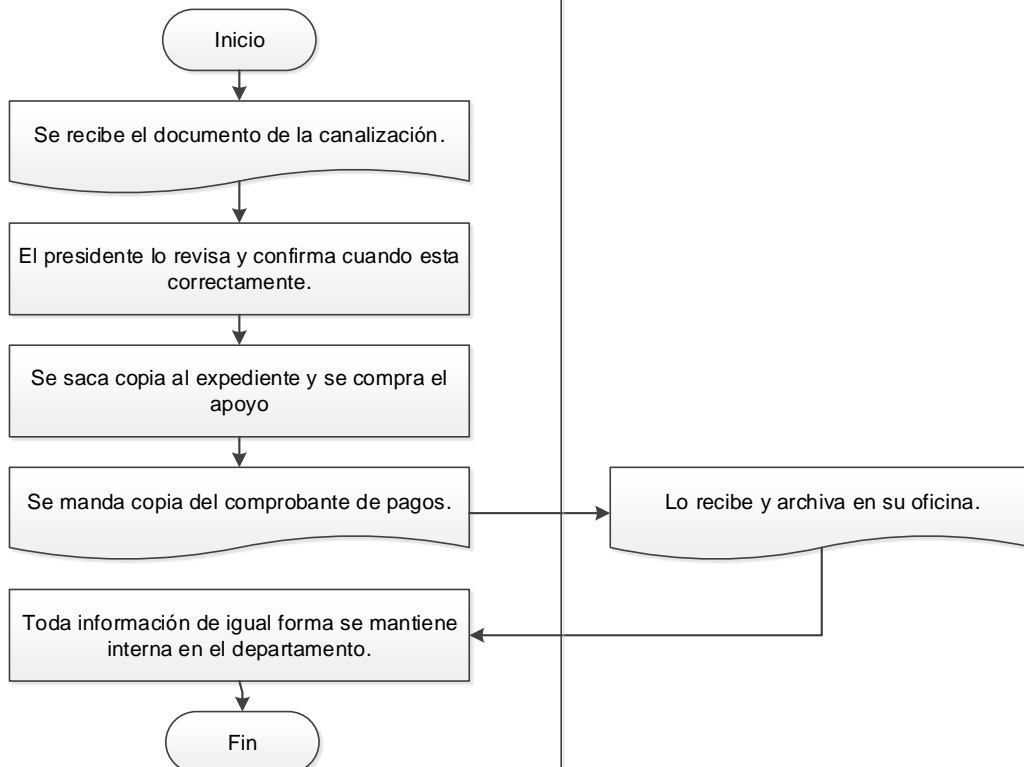 Inicio
Se recibe el documento de la canalización.
El presidente lo revisa y confirma cuando esta
correctamente.
Se saca copia al expediente y se compra el
apoyo
Se manda copia del comprobante de pagos.
Lo recibe y archiva en su oficina.
Toda información de igual forma se mantiene
interna en el departamento.
Fin